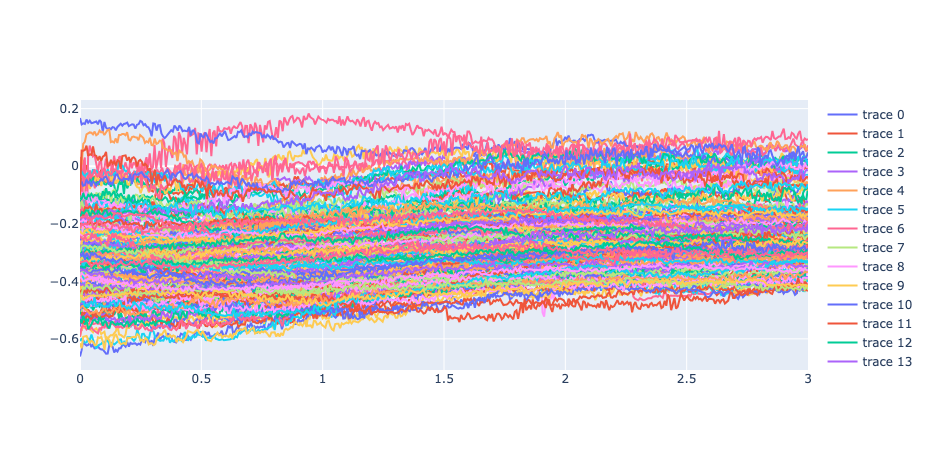 0.2
0
−0.2
−0.4
−0.6
0
0.5
1
1.5
2
2.5
3
trace 0
trace 1
trace 2
trace 3
trace 4
trace 5
trace 6
trace 7
trace 8
trace 9
trace 10
trace 11
trace 12
trace 13